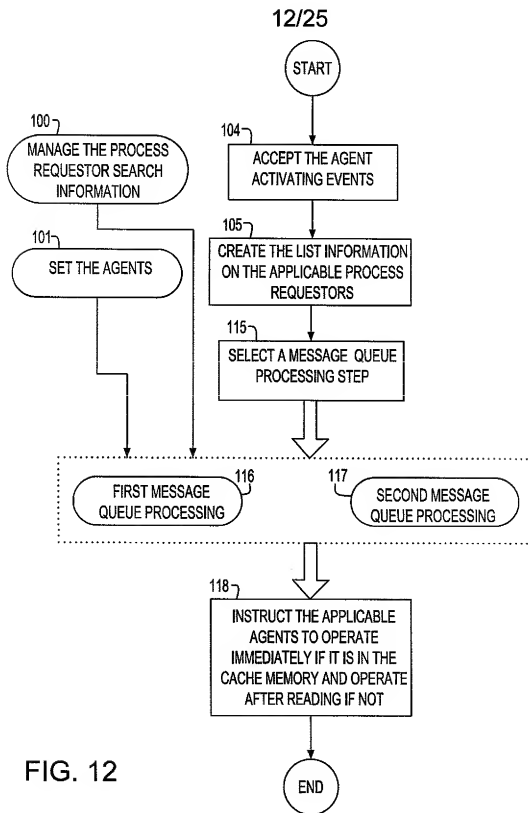 12/25
START
100
MANAGE THE PROCESS
REQUESTOR SEARCH
INFORMATION
104
ACCEPT THE AGENT
ACTIVATING EVENTS
101
SET THE AGENTS
105
CREATE THE LIST INFORMATION
ON THE APPLICABLE PROCESS
REQUESTORS
115
SELECT A MESSAGE QUEUE
PROCESSING STEP
FIRST MESSAGE
QUEUE PROCESSING
116
117
SECOND MESSAGE
QUEUE PROCESSING
118
INSTRUCT THE APPLICABLE
AGENTS TO OPERATE
IMMEDIATELY IF IT IS IN THE
CACHE MEMORY AND OPERATE
AFTER READING IF NOT
FIG. 12
END